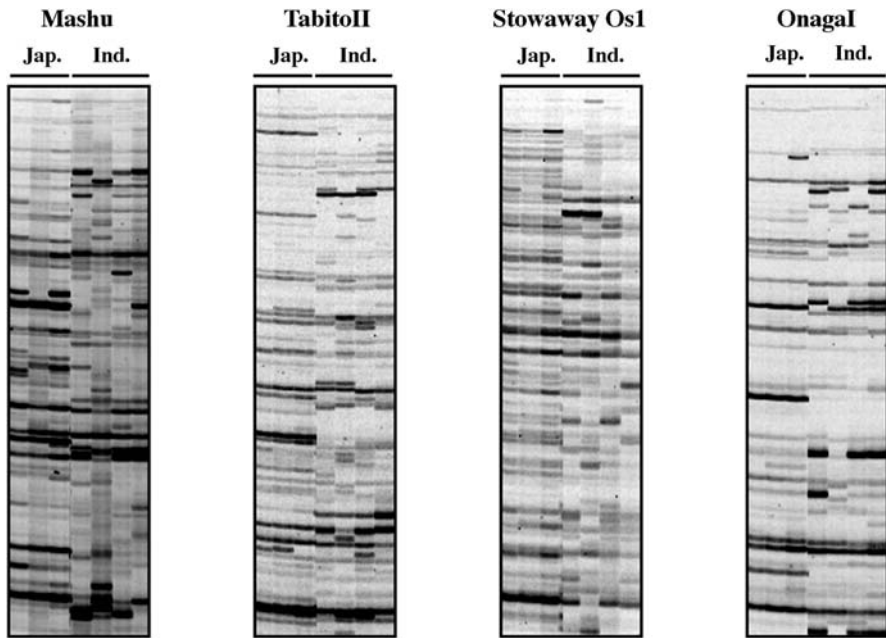 Mashu TabitoII Stowaway Os1 OnagaI
Jap. Ind. Jap. Ind. Jap. Ind. Jap. Ind.